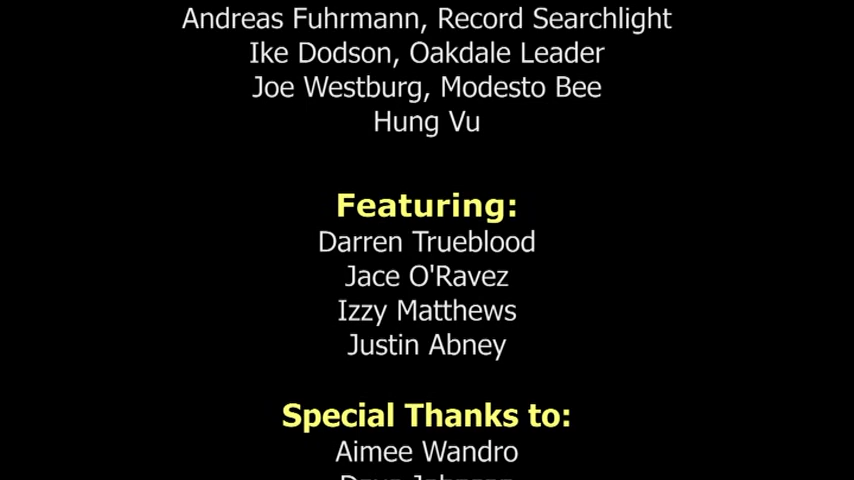 Andreas Fuhrmann, Record Searchlight
Ike Dodson, Oakdale Leader
Joe Westburg, Modesto Bee
Hung Vu
Featuring:
Darren Trueblood
Jace O'Ravez
Izzy Matthews
Justin Abney
Special Thanks to:
Aimee Wandro